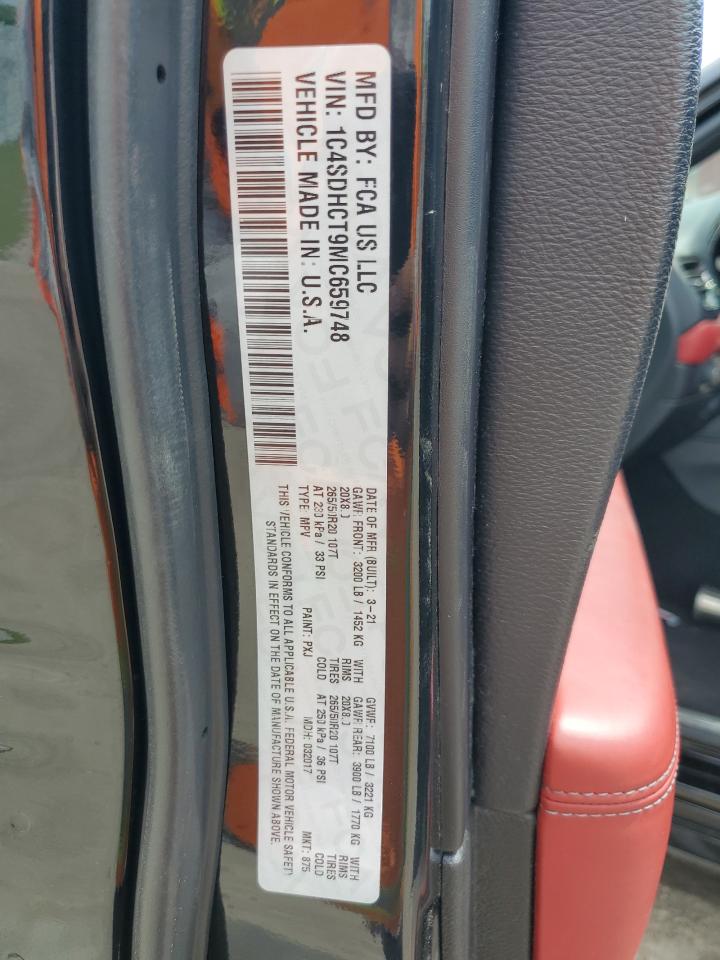 MFD BY: FCA US LLC
VIN: 1C4SDHCT9MC659748
VEHICLE MADE IN: U.S.A.
DATE OF MFR (BUILT): 3-21 GVWR: 7100 LB / 3221 KG
GAWR FRONT: 3200 LB / 1452 KG WITH GAWR REAR: 3900 LB / 1770 KG WITH
20X8.0 RIMS 20X8.0 RIMS
265/50R20 107T TIRES 265/50R20 107T TIRES
AT 230 kPa / 33 PSI COLD AT 250 kPa / 36 PSI COLD
TYPE: MPV PAINT: PXJ MDH: 032017 MKT: 875
THIS VEHICLE CONFORMS TO ALL APPLICABLE U.S.A. FEDERAL MOTOR VEHICLE SAFETY
STANDARDS IN EFFECT ON THE DATE OF MANUFACTURE SHOWN ABOVE.